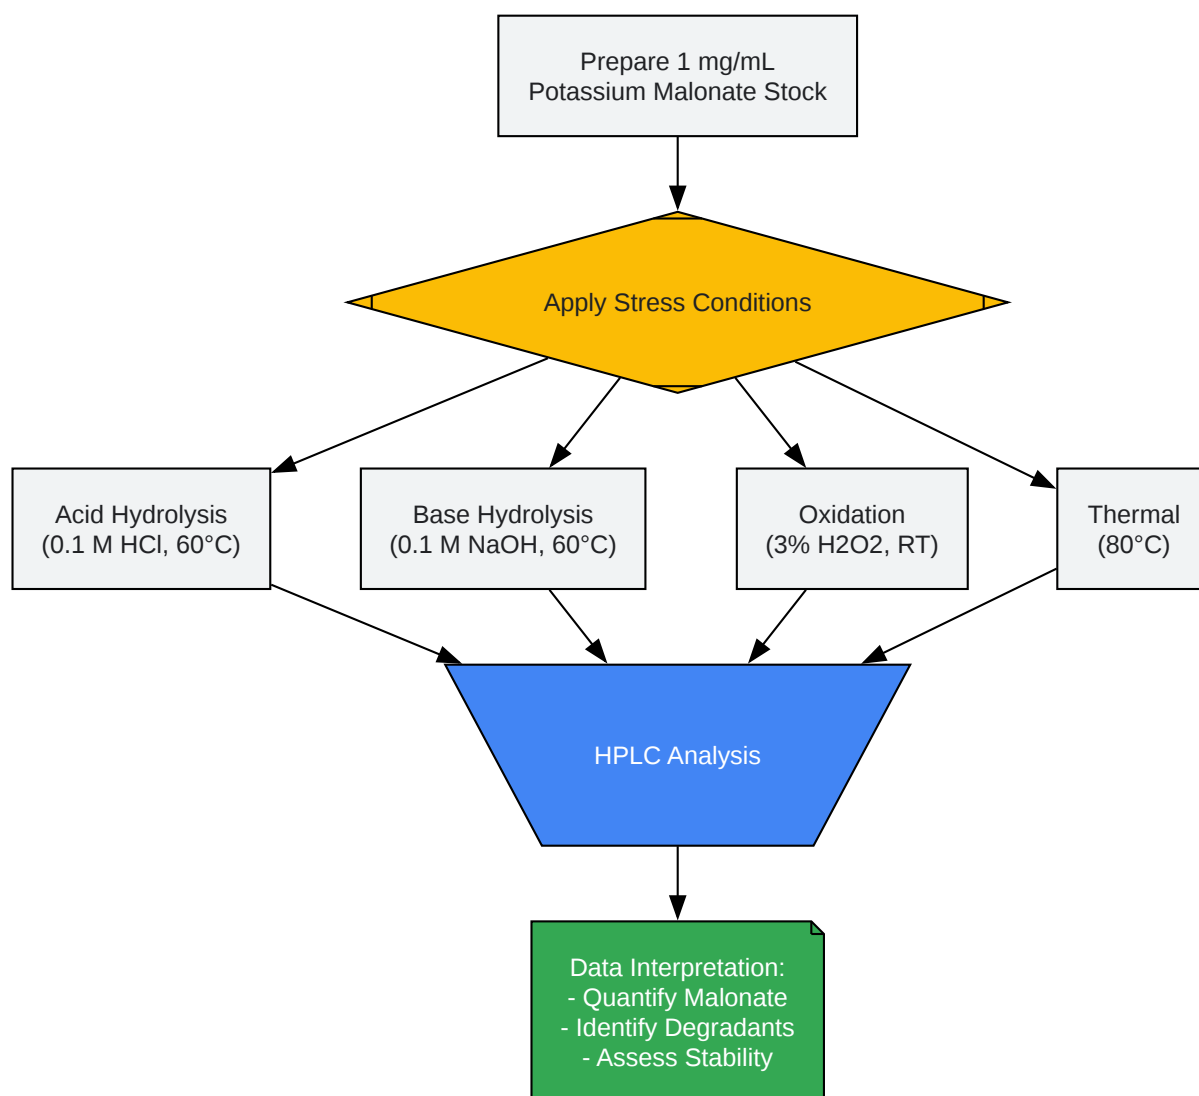 Prepare 1 mg/mL
Potassium Malonate Stock
Apply Stress Conditions
Acid Hydrolysis
(0.1 M HCl, 60°C)
Base Hydrolysis
(0.1 M NaOH, 60°C)
Oxidation
(3% H2O2, RT)
Thermal
(80°C)
HPLC Analysis
Data Interpretation:
- Quantify Malonate
- Identify Degradants
- Assess Stability